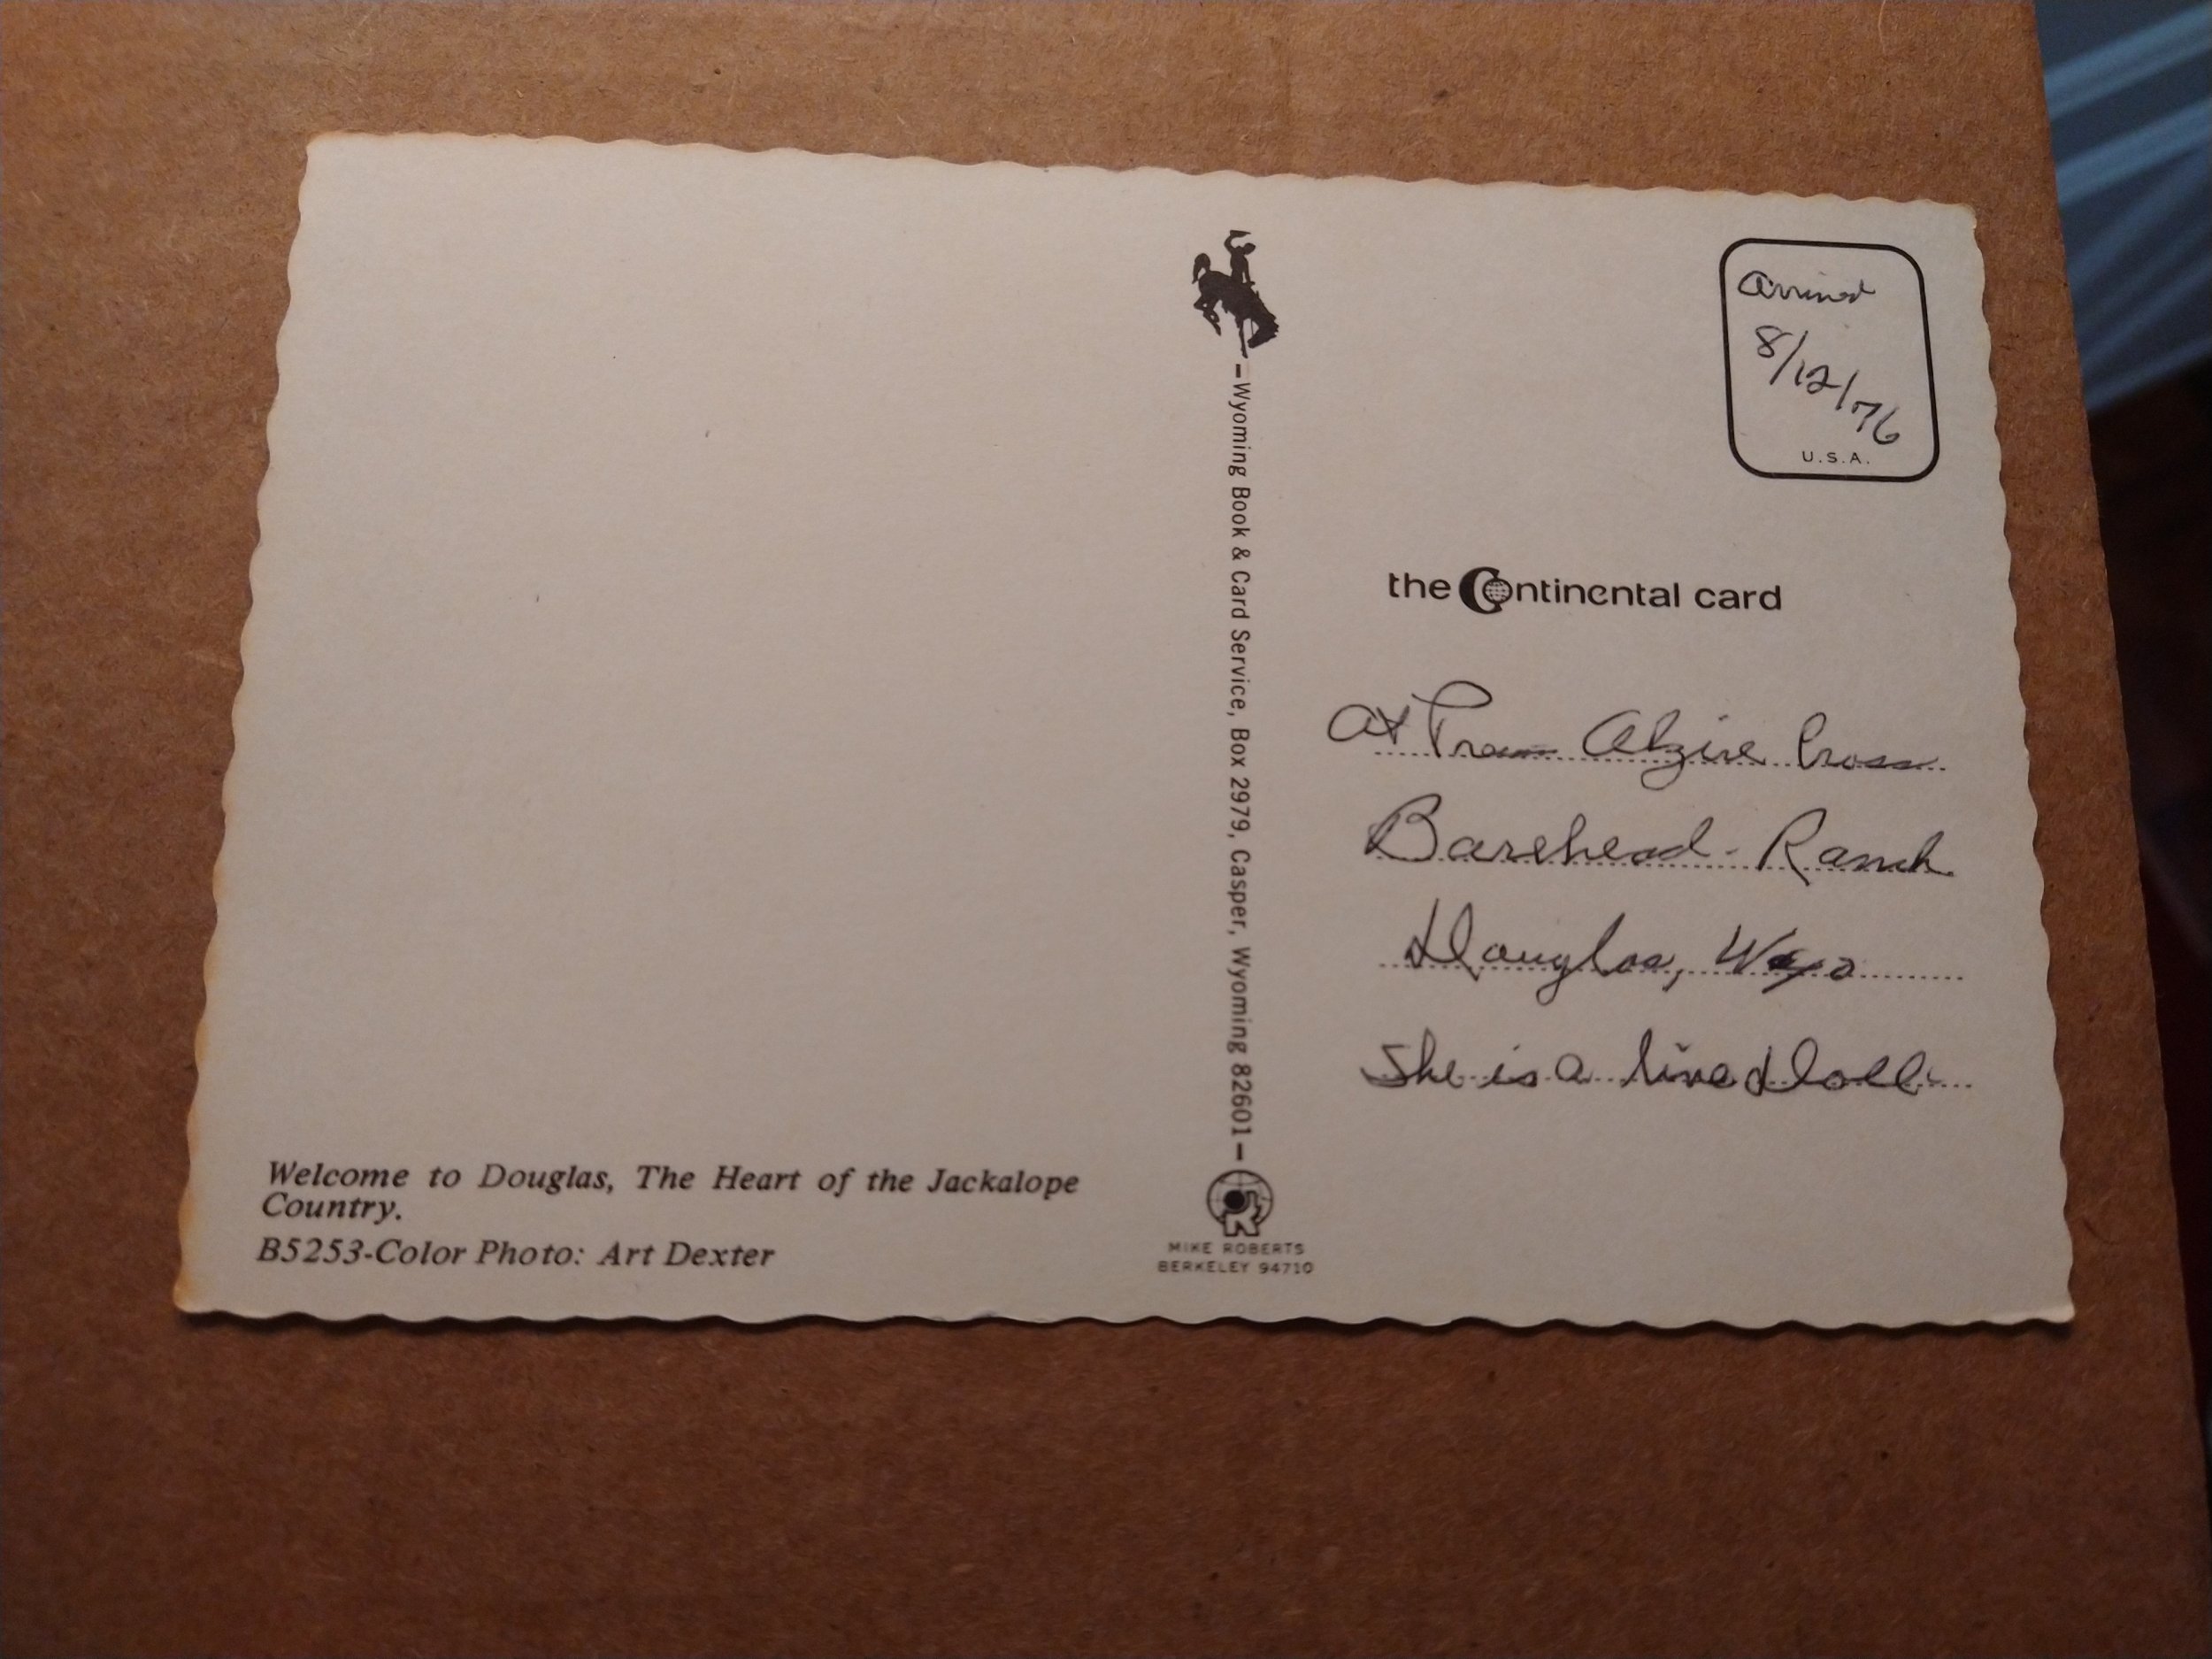 Welcome to Douglas, The Heart of the Jackalope
Country.
B5253-Color Photo: Art Dexter
—Wyoming Book & Card Service, Box 2979, Casper, Wyoming 82601—
MIKE ROBERTS
BERKELEY 94710
Arrived
8/12/76
U.S.A.
the Continental card
At Alzire Cross
Barehead Ranch
Douglas, Wyo
She is a live Doll